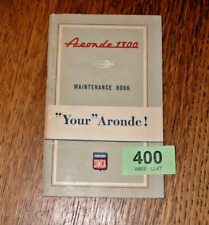 Aronde 1300
MAINTENANCE BOOK
"Your" Aronde!
400
SIMCA